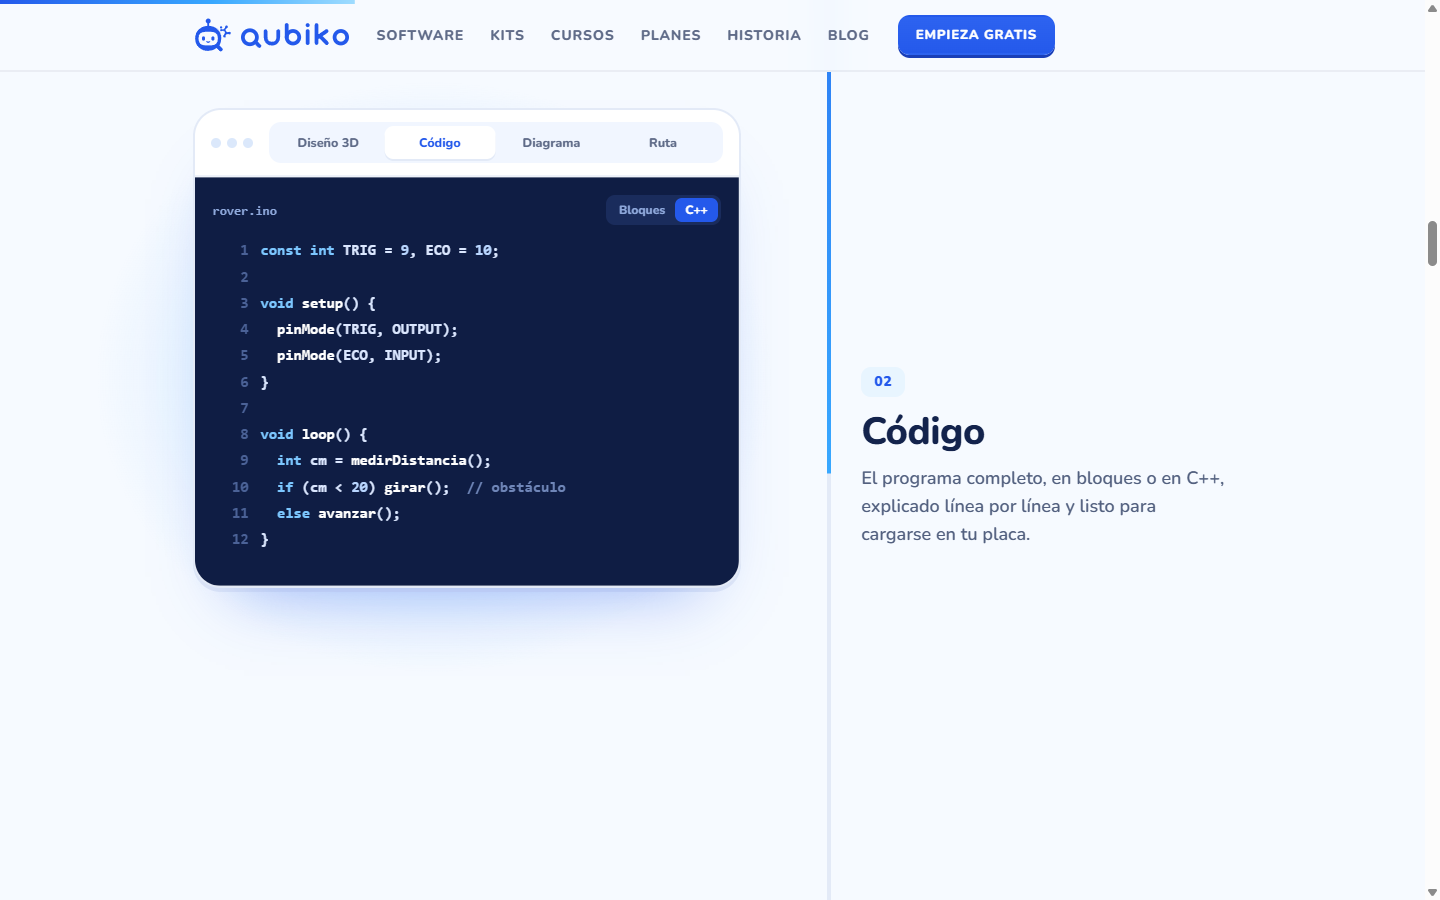 qubiko
SOFTWARE KITS CURSOS PLANES HISTORIA BLOG EMPIEZA GRATIS
Diseño 3D Código Diagrama Ruta
rover.ino Bloques C++
1 const int TRIG = 9, ECO = 10;
2
3 void setup() {
4 pinMode(TRIG, OUTPUT);
5 pinMode(ECO, INPUT);
6 }
7
8 void loop() {
9 int cm = medirDistancia();
10 if (cm < 20) girar(); // obstáculo
11 else avanzar();
12 }
02
Código
El programa completo, en bloques o en C++,
explicado línea por línea y listo para
cargarse en tu placa.